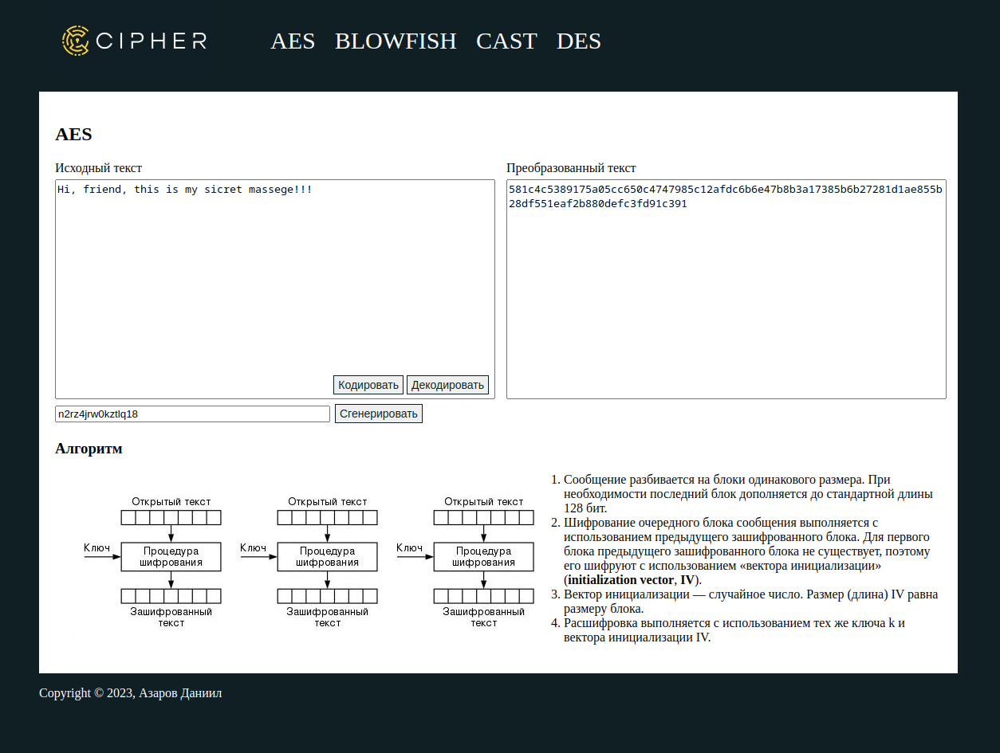 CIPHER
AES BLOWFISH CAST DES
AES
Исходный текст
Преобразованный текст
Hi, friend, this is my sicret massege!!!
581c4c5389175a05cc650c4747985c12afdc6b6e47b8b3a17385b6b27281d1ae855b
28df551eaf2b880defc3fd91c391
Кодировать Декодировать
n2rz4jrw0kztlq18 Сгенерировать
Алгоритм
Открытый текст
Ключ
Процедура
шифрования
Зашифрованный
текст
Открытый текст
Ключ
Процедура
шифрования
Зашифрованный
текст
Открытый текст
Ключ
Процедура
шифрования
Зашифрованный
текст
1. Сообщение разбивается на блоки одинакового размера. При
необходимости последний блок дополняется до стандартной длины
128 бит.
2. Шифрование очередного блока сообщения выполняется с
использованием предыдущего зашифрованного блока. Для первого
блока предыдущего зашифрованного блока не существует, поэтому
его шифруют с использованием «вектора инициализации»
(initialization vector, IV).
3. Вектор инициализации — случайное число. Размер (длина) IV равна
размеру блока.
4. Расшифровка выполняется с использованием тех же ключа k и
вектора инициализации IV.
Copyright © 2023, Азаров Даниил